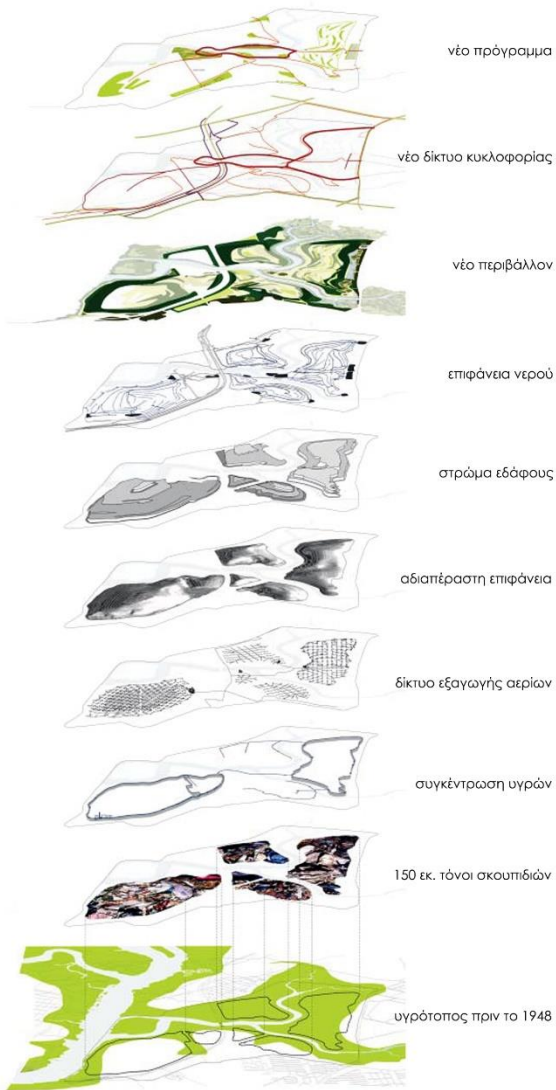 νέο πρόγραμμα
νέο δίκτυο κυκλοφορίας
νέο περιβάλλον
επιφάνεια νερού
στρώμα εδάφους
αδιαπέραστη επιφάνεια
δίκτυο εξαγωγής αερίων
συγκέντρωση υγρών
150 εκ. τόνοι σκουπιδιών
υγρότοπος πριν το 1948